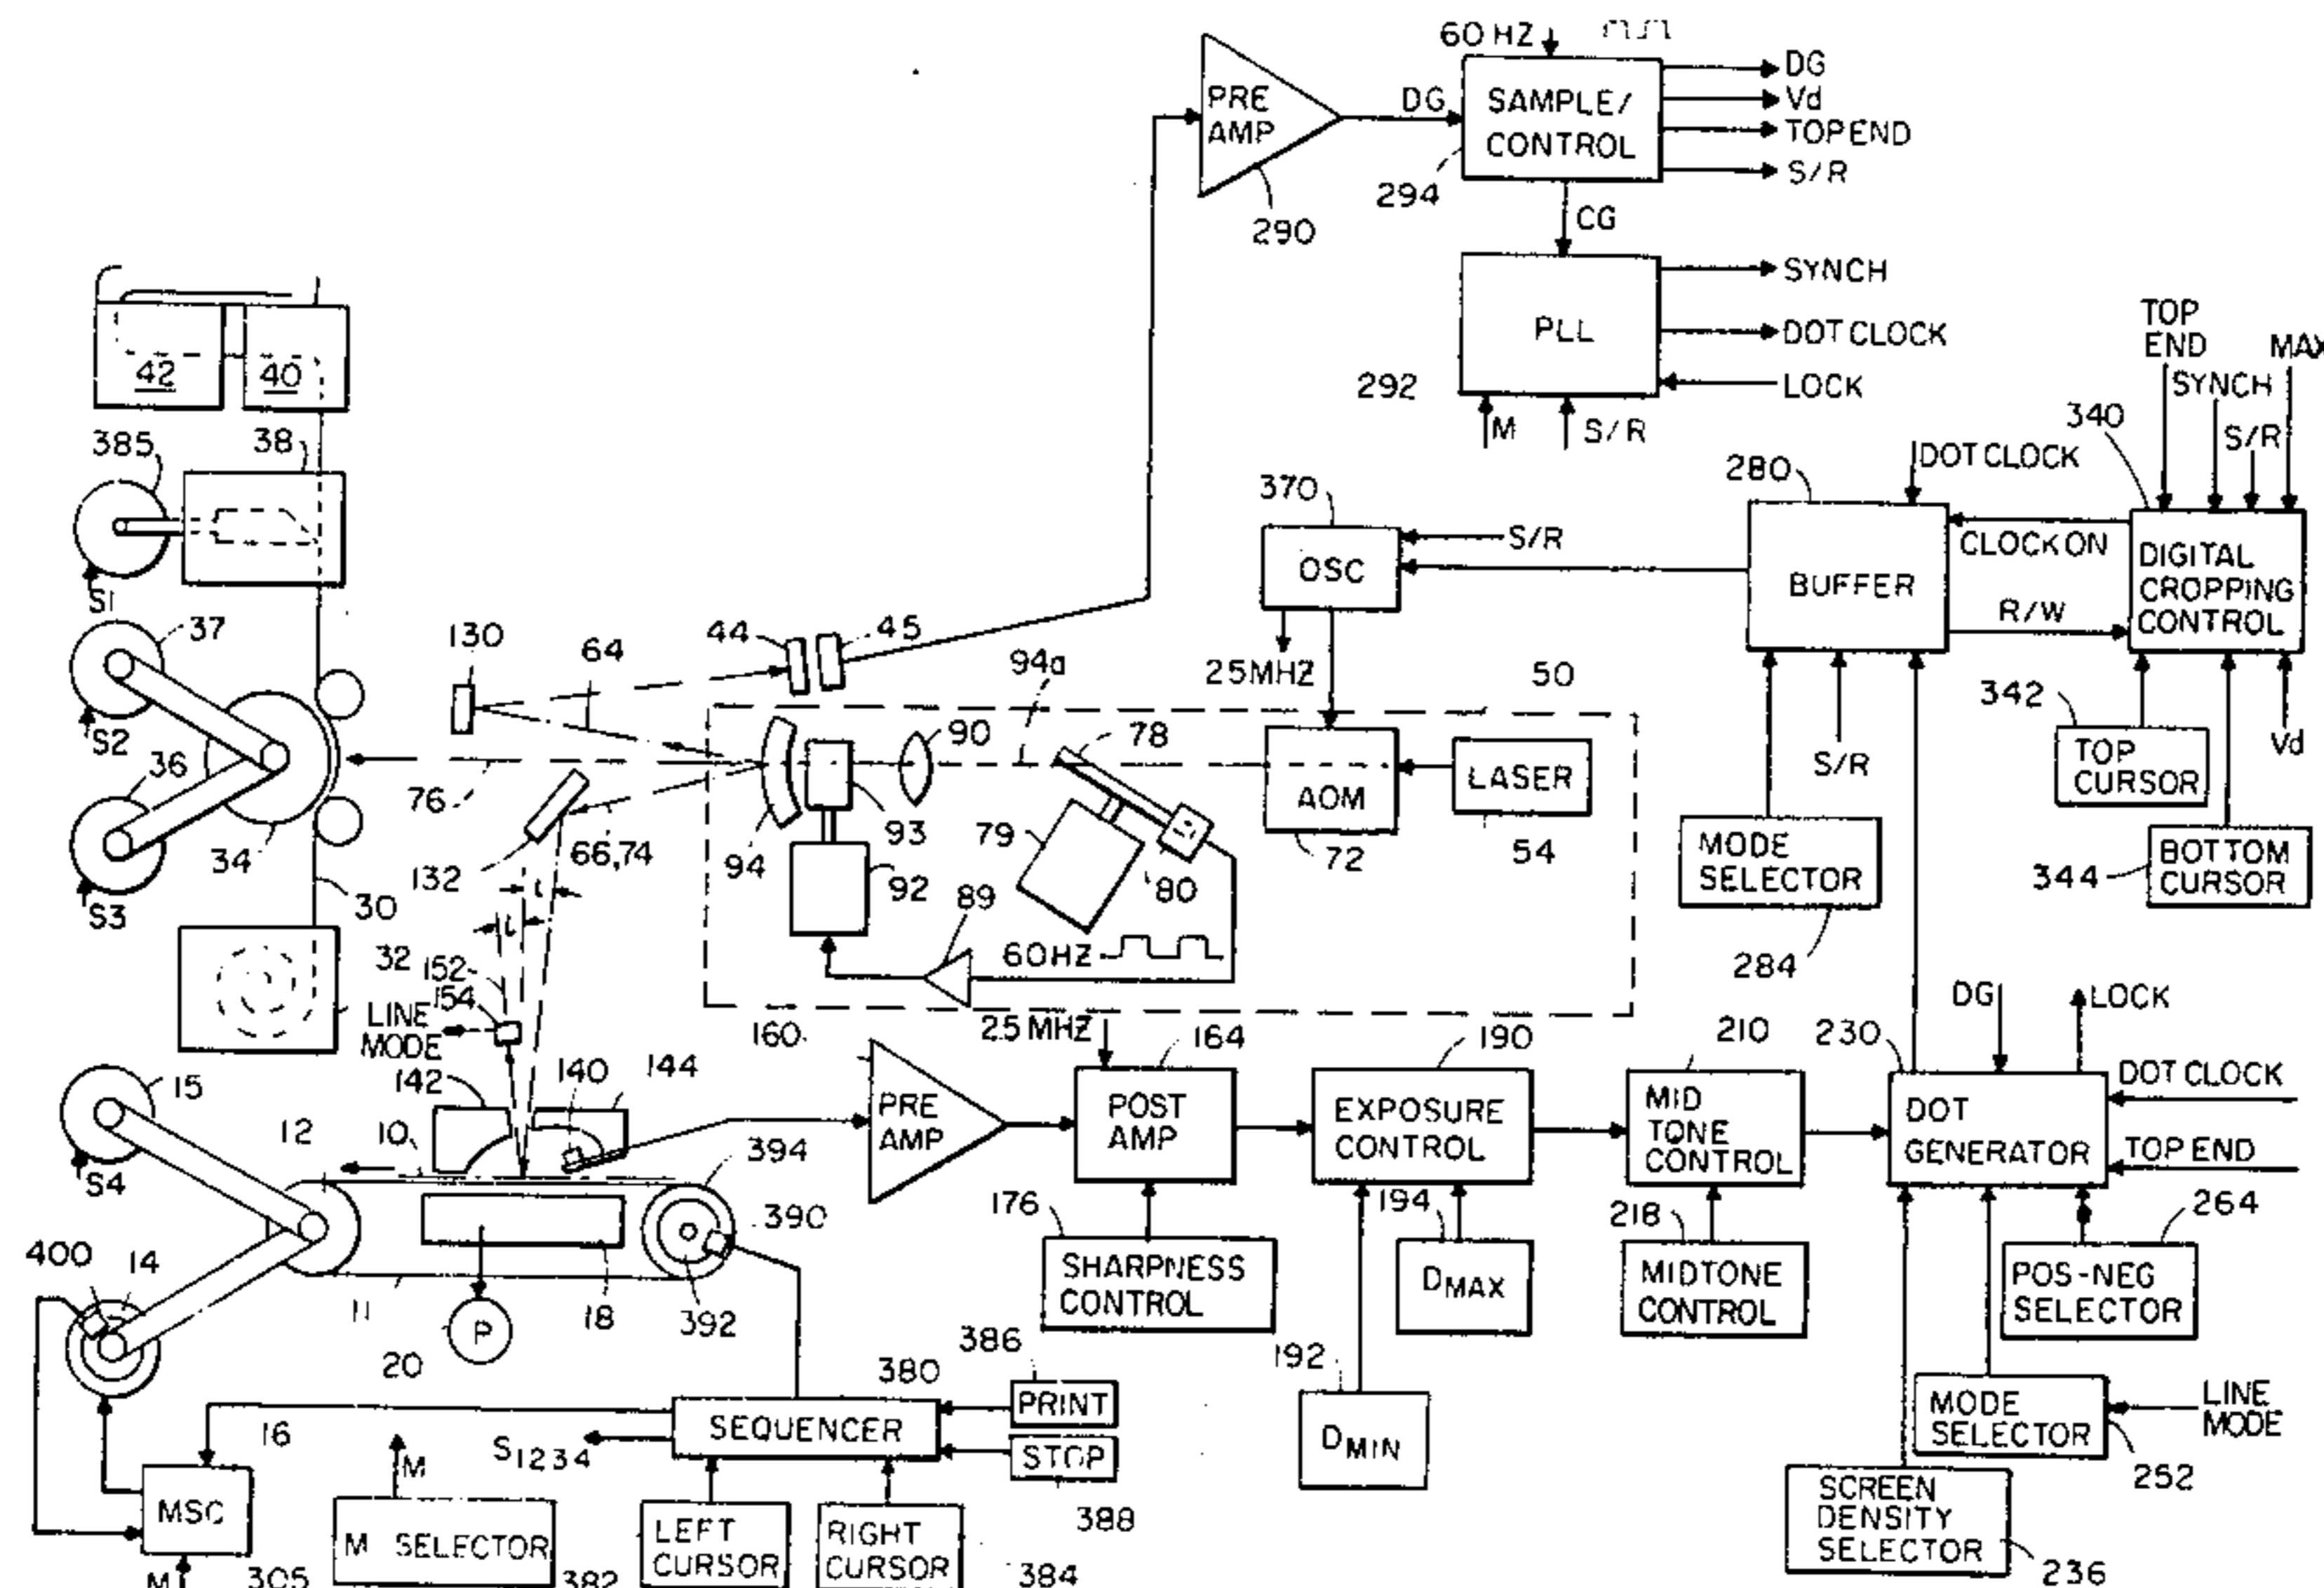 60 HZ
DG
PRE AMP
DG
SAMPLE/ CONTROL
Vd
TOP END
S/R
294
290
CG
SYNCH
PLL
DOT CLOCK
292
LOCK
M
S/R
TOP END
SYNCH
MAX
S/R
340
42
40
385
38
S1
370
OSC
S/R
25MHZ
280
DOT CLOCK
BUFFER
CLOCK ON
R/W
DIGITAL CROPPING CONTROL
37
S2
36
S3
34
30
32
130
64
44
45
94a
50
76
132
66,74
94
93
92
90
78
79
80
89
60HZ
AOM
72
LASER
54
S/R
MODE SELECTOR
284
342
TOP CURSOR
Vd
344
BOTTOM CURSOR
152
154
LINE MODE
15
S4
12
10
142
140
144
160
PRE AMP
25 MHZ
164
POST AMP
190
EXPOSURE CONTROL
210
MID TONE CONTROL
230
DG
LOCK
DOT GENERATOR
DOT CLOCK
TOP END
394
390
392
400
14
11
18
P
20
176
SHARPNESS CONTROL
194
DMAX
192
DMIN
218
MIDTONE CONTROL
264
POS-NEG SELECTOR
MODE SELECTOR
LINE MODE
252
SCREEN DENSITY SELECTOR
236
380
SEQUENCER
386
PRINT
STOP
388
16
S1234
MSC
M
305
M
M SELECTOR
382
LEFT CURSOR
RIGHT CURSOR
384